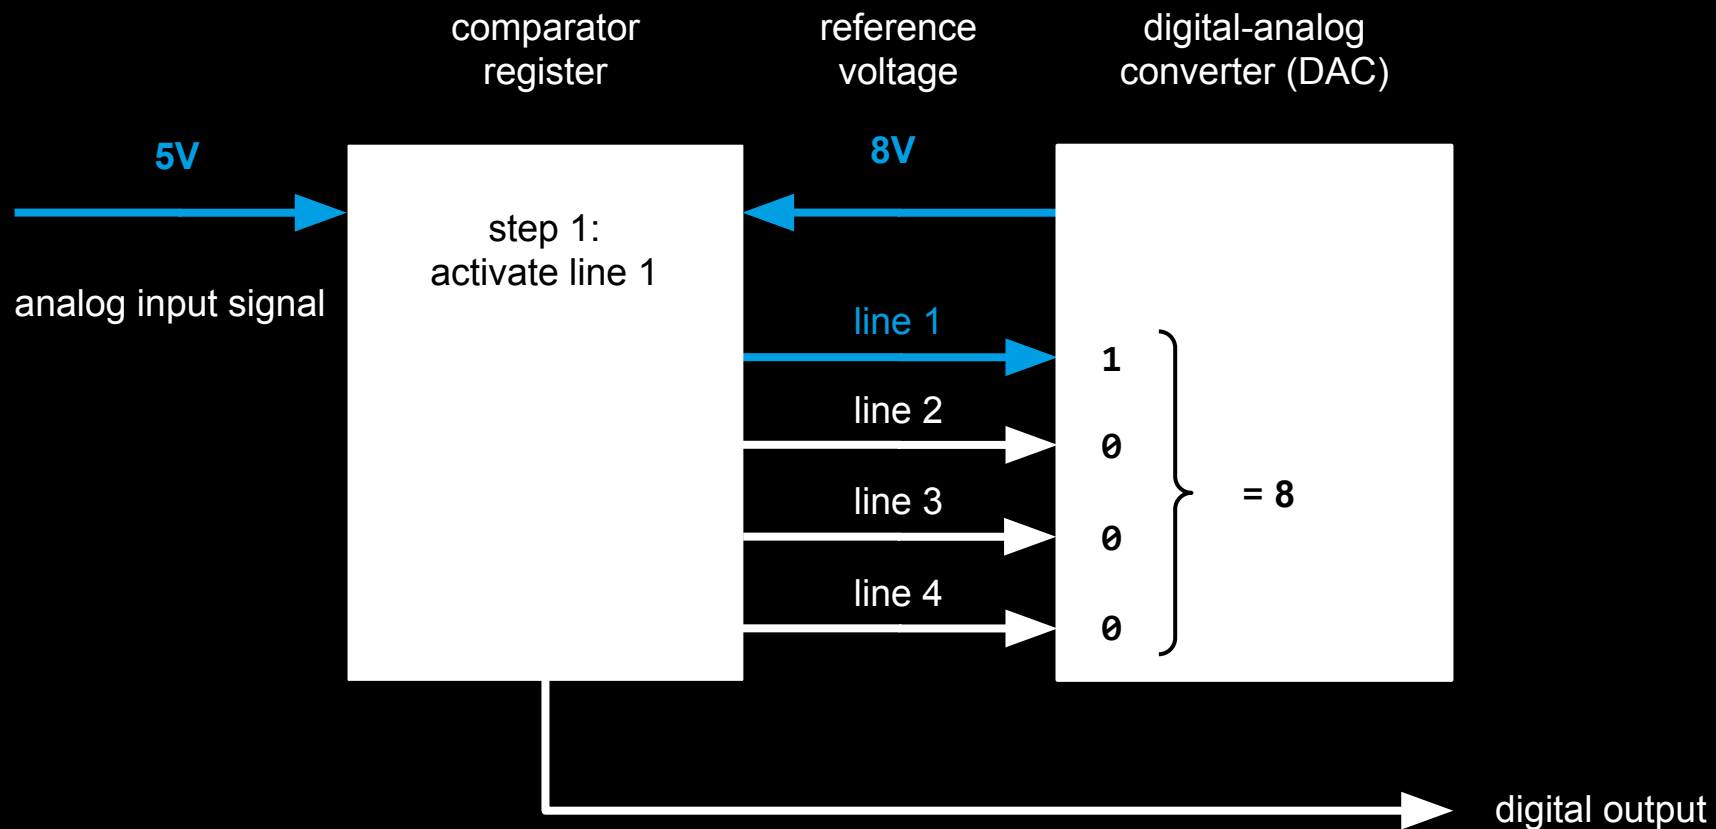 comparator
register
reference
voltage
digital-analog
converter (DAC)
5V
8V
step 1:
activate line 1
analog input signal
line 1
1
line 2
0
line 3
= 8
0
line 4
0
digital output